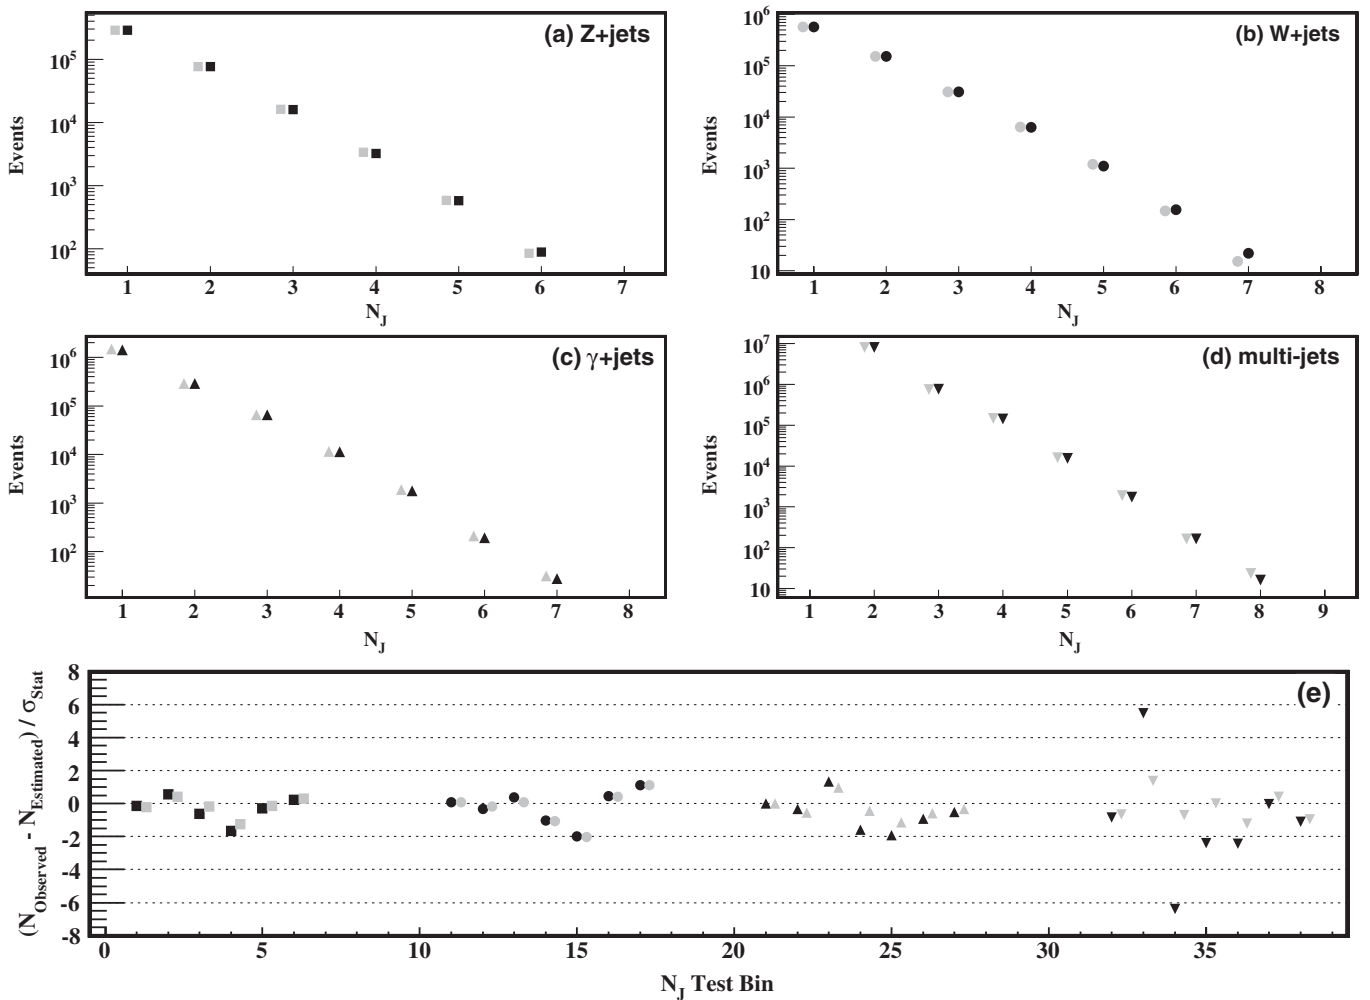 (a) Z+jets
Events
10^5
10^4
10^3
10^2
1 2 3 4 5 6 7
N_J
(b) W+jets
Events
10^6
10^5
10^4
10^3
10^2
10
1 2 3 4 5 6 7 8
N_J
(c) γ+jets
Events
10^6
10^5
10^4
10^3
10^2
1 2 3 4 5 6 7 8
N_J
(d) multi-jets
Events
10^7
10^6
10^5
10^4
10^3
10^2
10
1 2 3 4 5 6 7 8 9
N_J
(e)
(N_Observed - N_Estimated) / σ_Stat
8
6
4
2
0
-2
-4
-6
-8
0 5 10 15 20 25 30 35
N_J Test Bin